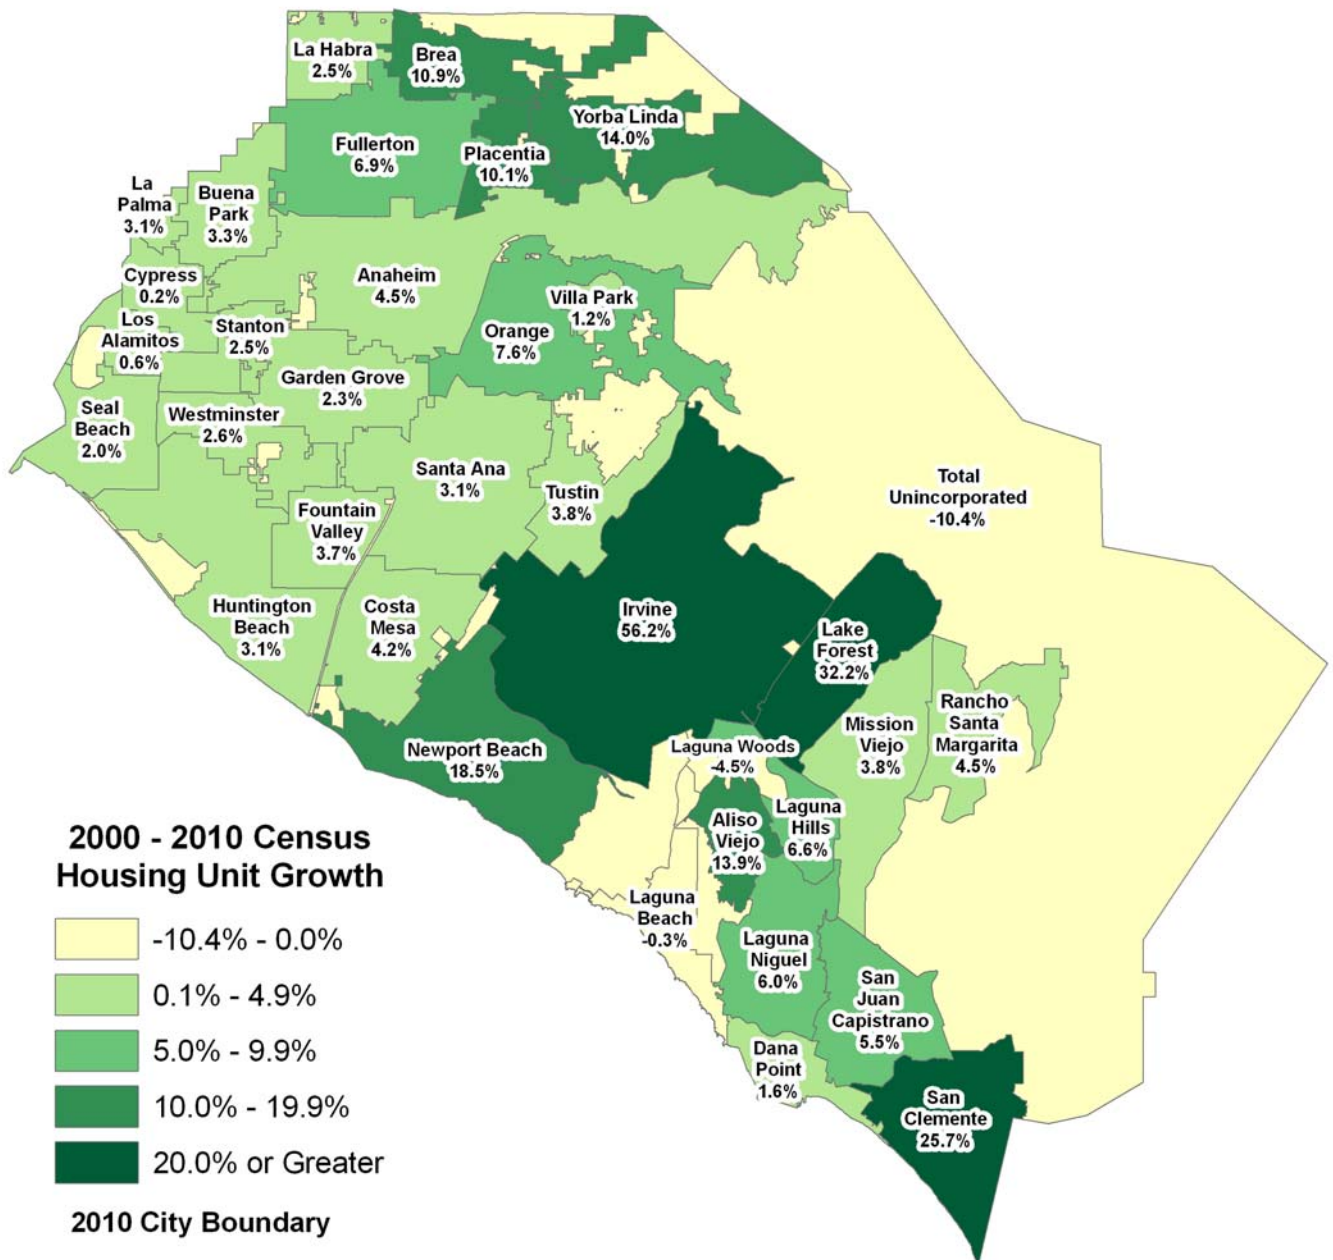 La Habra
2.5%
Brea
10.9%
Yorba Linda
14.0%
Fullerton
6.9%
Placentia
10.1%
La
Palma
3.1%
Buena
Park
3.3%
Cypress
0.2%
Anaheim
4.5%
Villa Park
1.2%
Los
Alamitos
0.6%
Stanton
2.5%
Orange
7.6%
Garden Grove
2.3%
Seal
Beach
2.0%
Westminster
2.6%
Santa Ana
3.1%
Tustin
3.8%
Total
Unincorporated
-10.4%
Fountain
Valley
3.7%
Huntington
Beach
3.1%
Costa
Mesa
4.2%
Irvine
56.2%
Lake
Forest
32.2%
Newport Beach
18.5%
Laguna Woods
-4.5%
Mission
Viejo
3.8%
Rancho
Santa
Margarita
4.5%
Aliso
Viejo
13.9%
Laguna
Hills
6.6%
Laguna
Beach
-0.3%
Laguna
Niguel
6.0%
San
Juan
Capistrano
5.5%
Dana
Point
1.6%
San
Clemente
25.7%
2000 - 2010 Census
Housing Unit Growth
-10.4% - 0.0%
0.1% - 4.9%
5.0% - 9.9%
10.0% - 19.9%
20.0% or Greater
2010 City Boundary